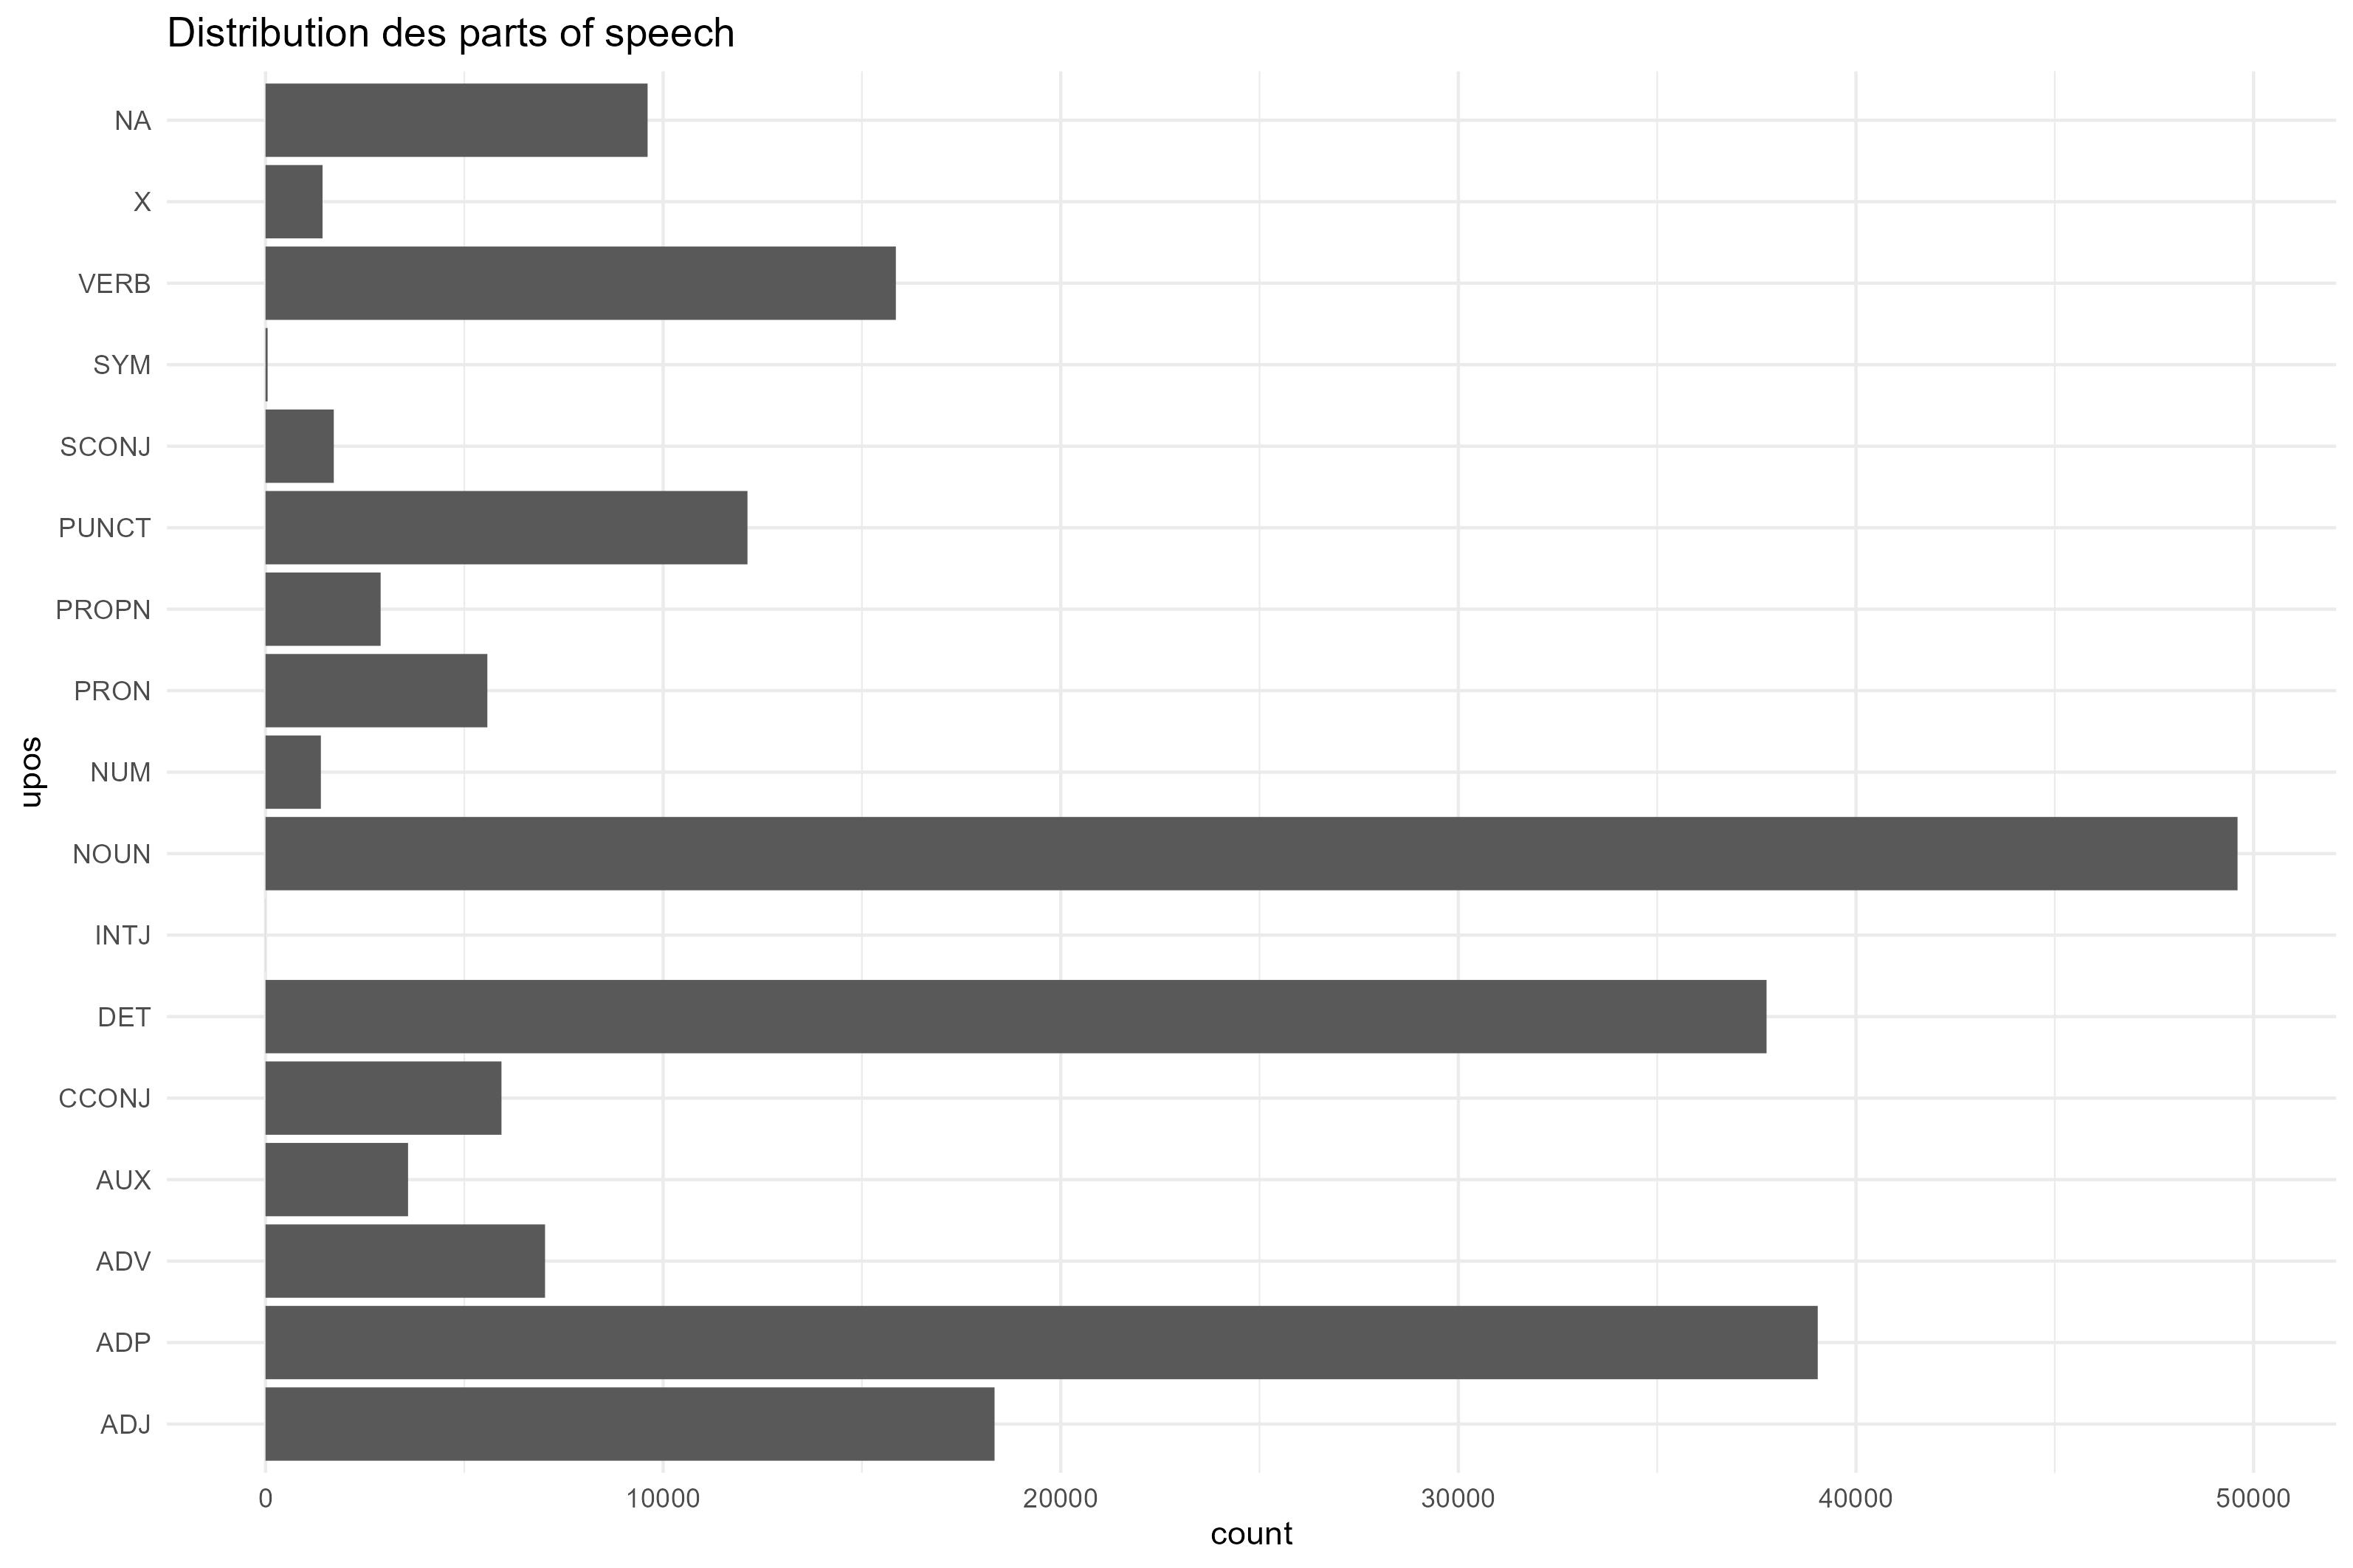 Distribution des parts of speech
NA
X
VERB
SYM
SCONJ
PUNCT
PROPN
PRON
NUM
NOUN
INTJ
DET
CCONJ
AUX
ADV
ADP
ADJ
upos
0 10000 20000 30000 40000 50000
count